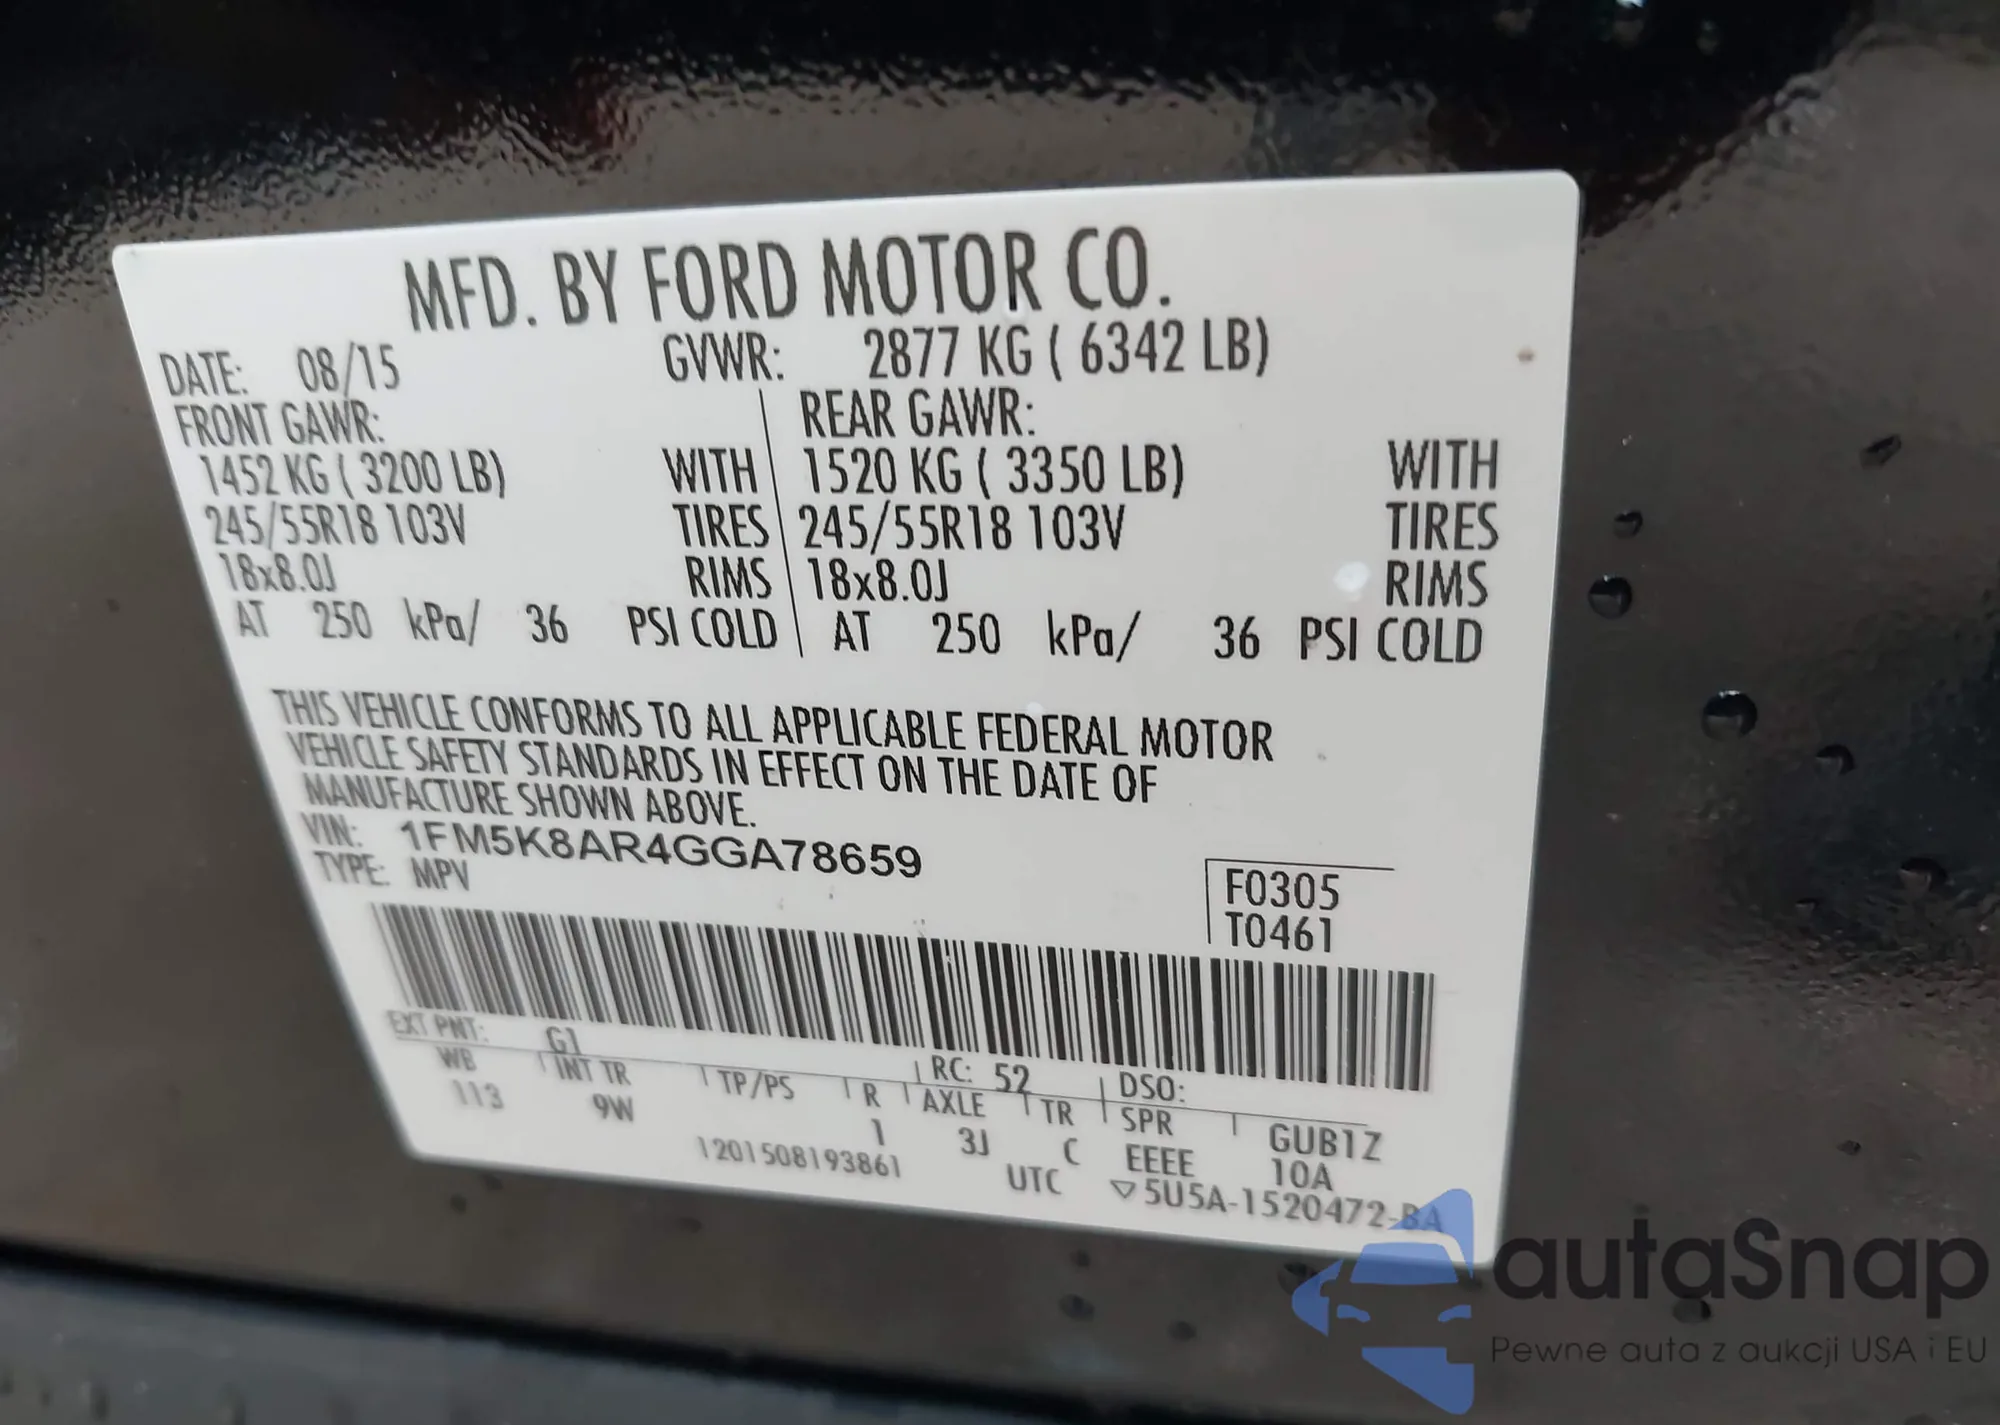 MFD. BY FORD MOTOR CO.
DATE: 08/15 GVWR: 2877 KG ( 6342 LB)
FRONT GAWR: REAR GAWR:
1452 KG ( 3200 LB) WITH 1520 KG ( 3350 LB) WITH
245/55R18 103V TIRES 245/55R18 103V TIRES
18x8.0J RIMS 18x8.0J RIMS
AT 250 kPa/ 36 PSI COLD AT 250 kPa/ 36 PSI COLD
THIS VEHICLE CONFORMS TO ALL APPLICABLE FEDERAL MOTOR
VEHICLE SAFETY STANDARDS IN EFFECT ON THE DATE OF
MANUFACTURE SHOWN ABOVE.
VIN: 1FM5K8AR4GGA78659
TYPE: MPV
F0305
T0461
EXT PNT: G1 RC: 52 DSO:
WB INT TR TP/PS R AXLE TR SPR GUB1Z
113 9W 1 3J C EEEE 10A
1201508193861 UTC ▽5U5A-1520472-BA
autaSnap
Pewne auta z aukcji USA i EU